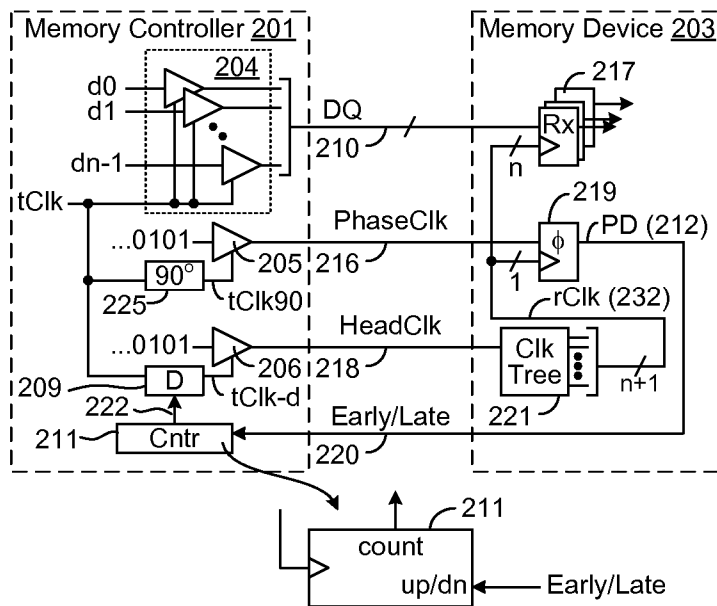 Memory Controller 201
Memory Device 203
204
217
d0
d1
dn-1
DQ
210
Rx
n
tClk
219
...0101
205
PhaseClk
216
ϕ
PD (212)
1
90°
225
tClk90
rClk (232)
...0101
206
HeadClk
218
Clk
Tree
221
n+1
209
D
tClk-d
222
211
Cntr
Early/Late
220
211
count
up/dn
Early/Late